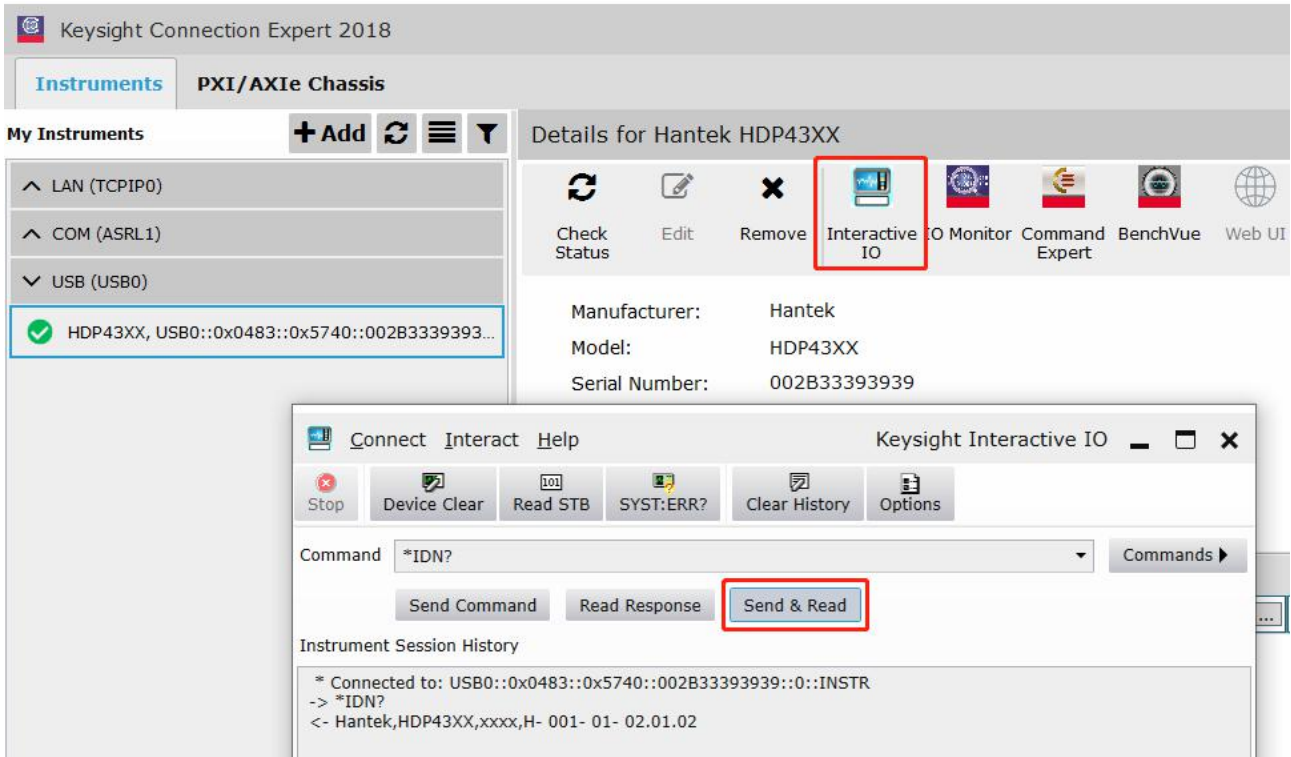 Keysight Connection Expert 2018
Instruments PXI/AXIe Chassis
My Instruments +Add
LAN (TCPIP0)
COM (ASRL1)
USB (USB0)
HDP43XX, USB0::0x0483::0x5740::002B3339393...
Details for Hantek HDP43XX
Check Status
Edit
Remove
Interactive IO
IO Monitor
Command Expert
BenchVue
Web UI
Manufacturer: Hantek
Model: HDP43XX
Serial Number: 002B33393939
Connect Interact Help Keysight Interactive IO
Stop
Device Clear
101
Read STB
SYST:ERR?
Clear History
Options
Command *IDN? Commands
Send Command Read Response Send & Read
...
Instrument Session History
* Connected to: USB0::0x0483::0x5740::002B33393939::0::INSTR
-> *IDN?
<- Hantek,HDP43XX,xxxx,H- 001- 01- 02.01.02